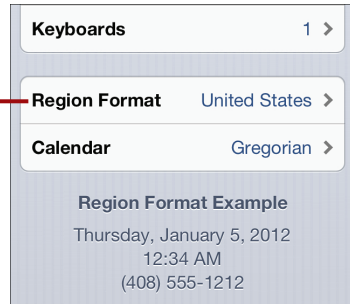 Keyboards 1
Region Format United States
Calendar Gregorian
Region Format Example
Thursday, January 5, 2012
12:34 AM
(408) 555-1212